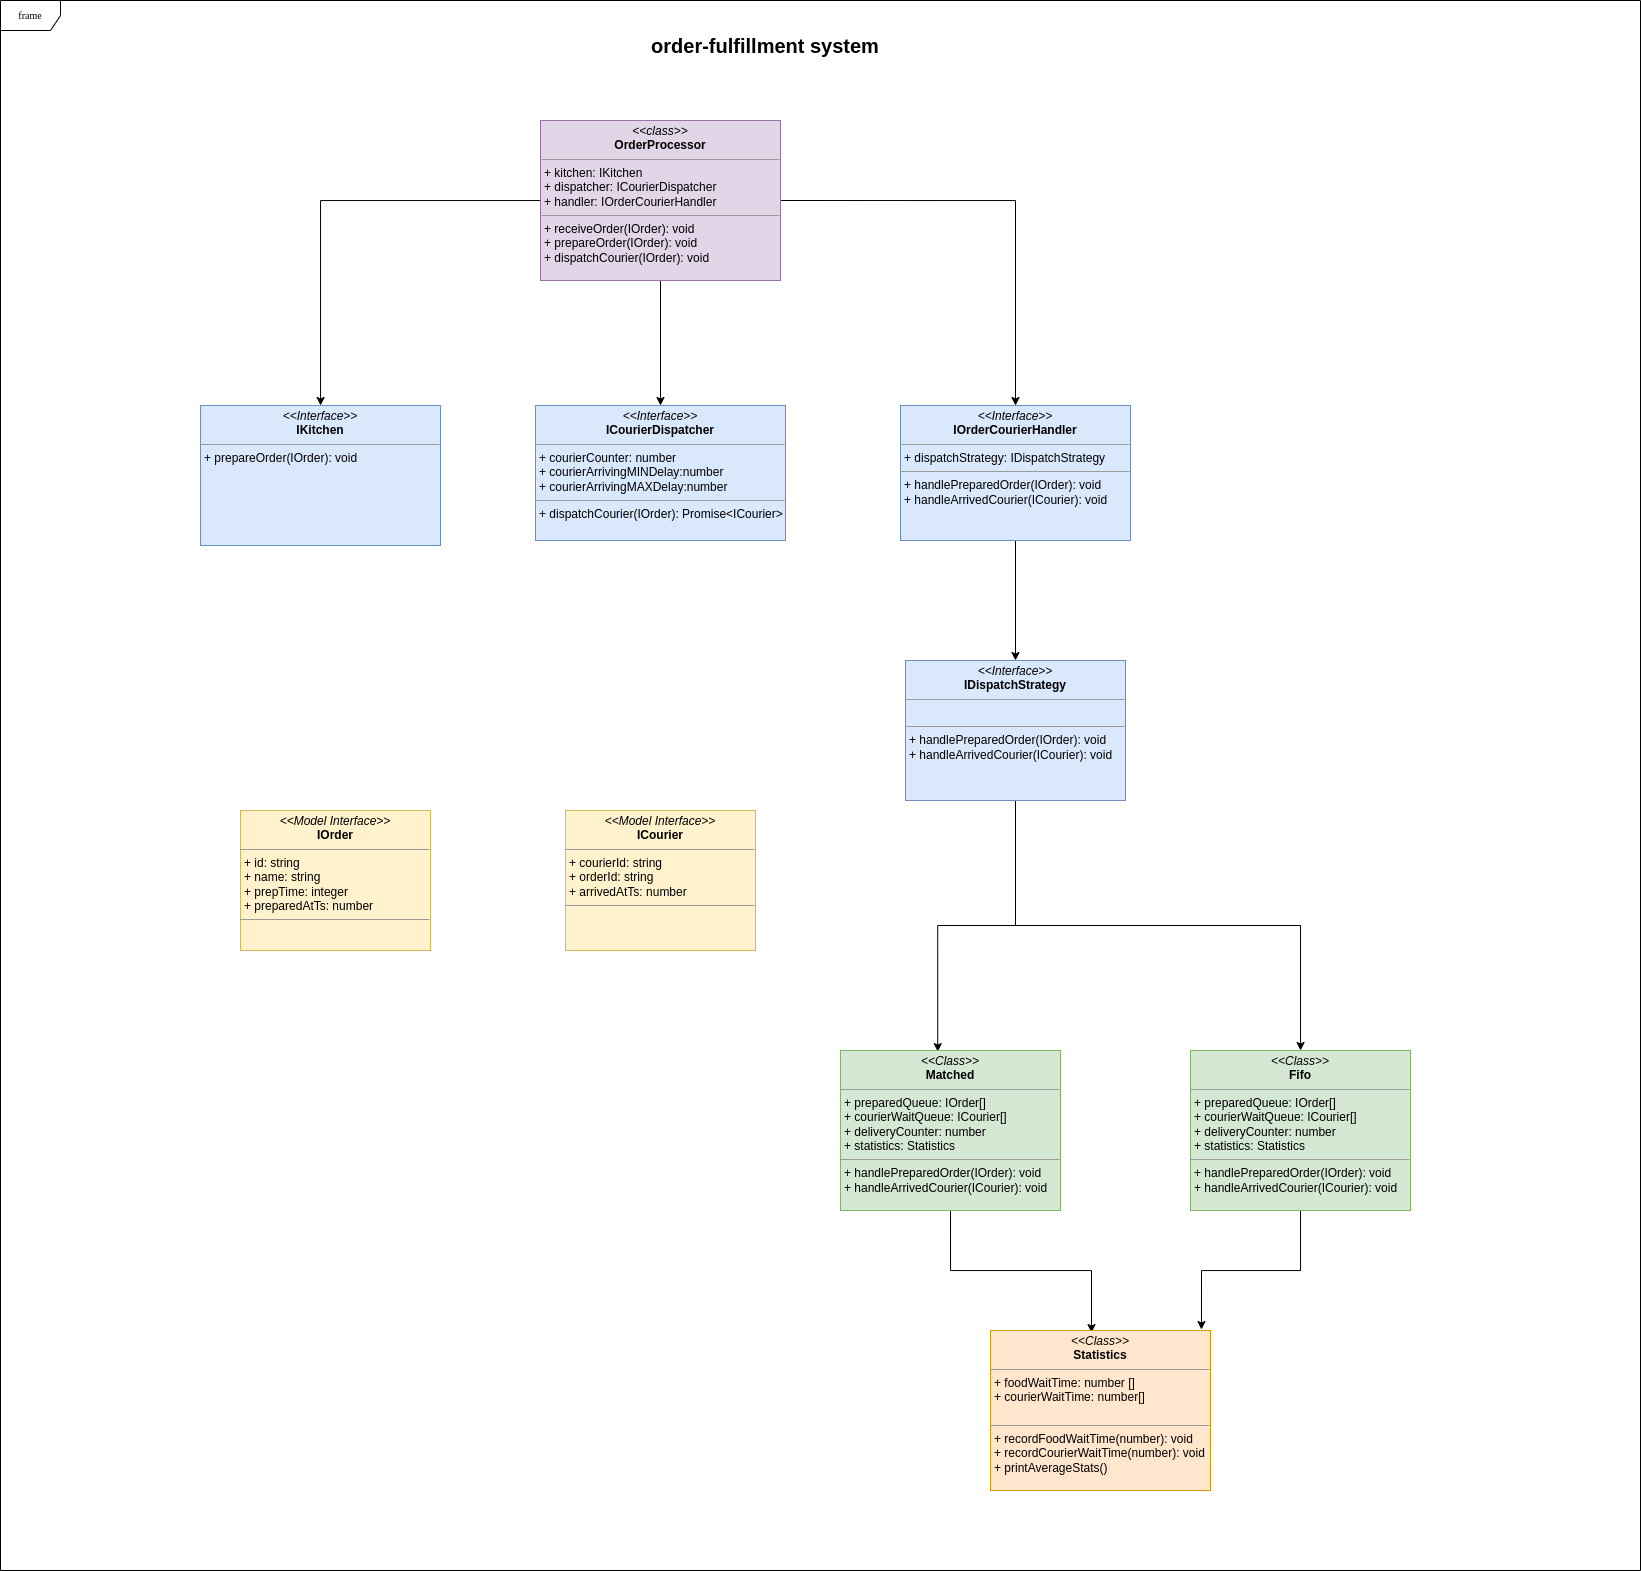 frame
order-fulfillment system
<<class>>
OrderProcessor
+ kitchen: IKitchen
+ dispatcher: ICourierDispatcher
+ handler: IOrderCourierHandler
+ receiveOrder(IOrder): void
+ prepareOrder(IOrder): void
+ dispatchCourier(IOrder): void
<<Interface>>
IKitchen
+ prepareOrder(IOrder): void
<<Interface>>
ICourierDispatcher
+ courierCounter: number
+ courierArrivingMINDelay:number
+ courierArrivingMAXDelay:number
+ dispatchCourier(IOrder): Promise<ICourier>
<<Interface>>
IOrderCourierHandler
+ dispatchStrategy: IDispatchStrategy
+ handlePreparedOrder(IOrder): void
+ handleArrivedCourier(ICourier): void
<<Interface>>
IDispatchStrategy
+ handlePreparedOrder(IOrder): void
+ handleArrivedCourier(ICourier): void
<<Model Interface>>
IOrder
+ id: string
+ name: string
+ prepTime: integer
+ preparedAtTs: number
<<Model Interface>>
ICourier
+ courierId: string
+ orderId: string
+ arrivedAtTs: number
<<Class>>
Matched
+ preparedQueue: IOrder[]
+ courierWaitQueue: ICourier[]
+ deliveryCounter: number
+ statistics: Statistics
+ handlePreparedOrder(IOrder): void
+ handleArrivedCourier(ICourier): void
<<Class>>
Fifo
+ preparedQueue: IOrder[]
+ courierWaitQueue: ICourier[]
+ deliveryCounter: number
+ statistics: Statistics
+ handlePreparedOrder(IOrder): void
+ handleArrivedCourier(ICourier): void
<<Class>>
Statistics
+ foodWaitTime: number []
+ courierWaitTime: number[]
+ recordFoodWaitTime(number): void
+ recordCourierWaitTime(number): void
+ printAverageStats()